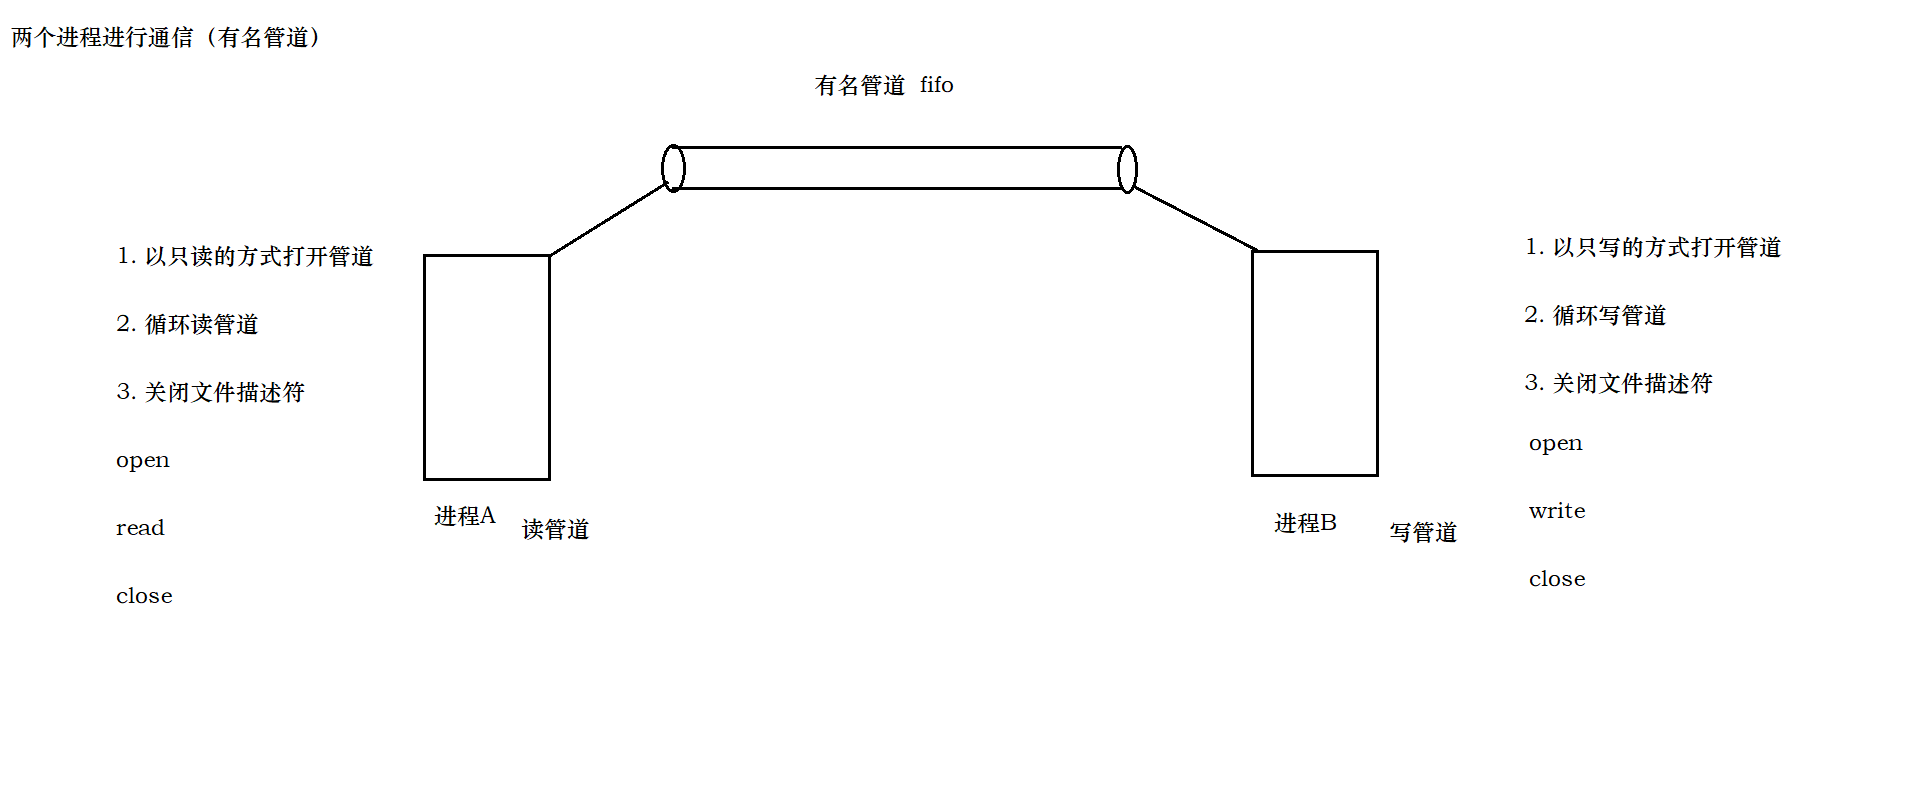 两个进程进行通信（有名管道）
有名管道 fifo
1. 以只读的方式打开管道
2. 循环读管道
3. 关闭文件描述符
open
read
close
进程A
读管道
1. 以只写的方式打开管道
2. 循环写管道
3. 关闭文件描述符
open
write
close
进程B
写管道